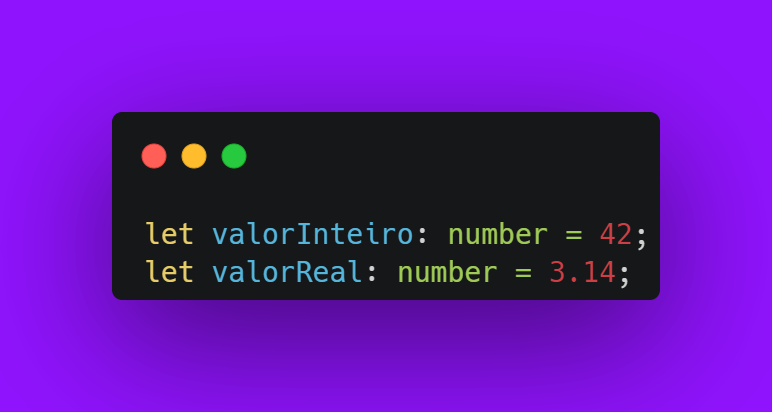 let valorInteiro: number = 42;
let valorReal: number = 3.14;